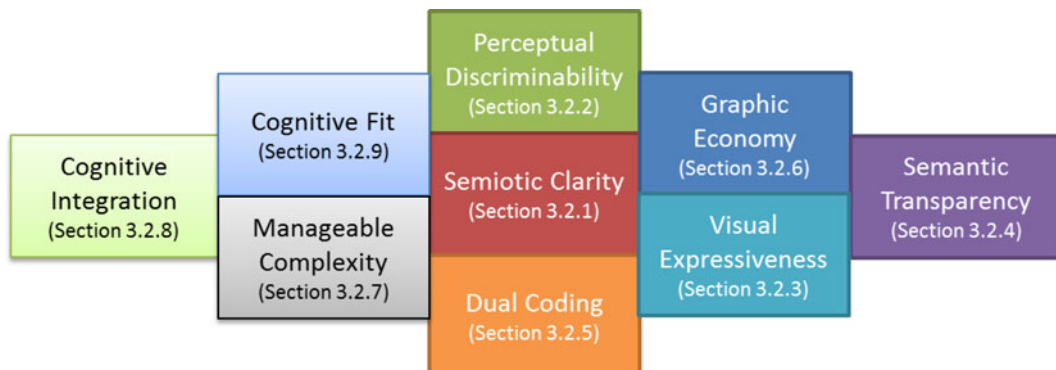 Cognitive
Integration
(Section 3.2.8)
Cognitive Fit
(Section 3.2.9)
Manageable
Complexity
(Section 3.2.7)
Perceptual
Discriminability
(Section 3.2.2)
Semiotic Clarity
(Section 3.2.1)
Dual Coding
(Section 3.2.5)
Graphic
Economy
(Section 3.2.6)
Visual
Expressiveness
(Section 3.2.3)
Semantic
Transparency
(Section 3.2.4)